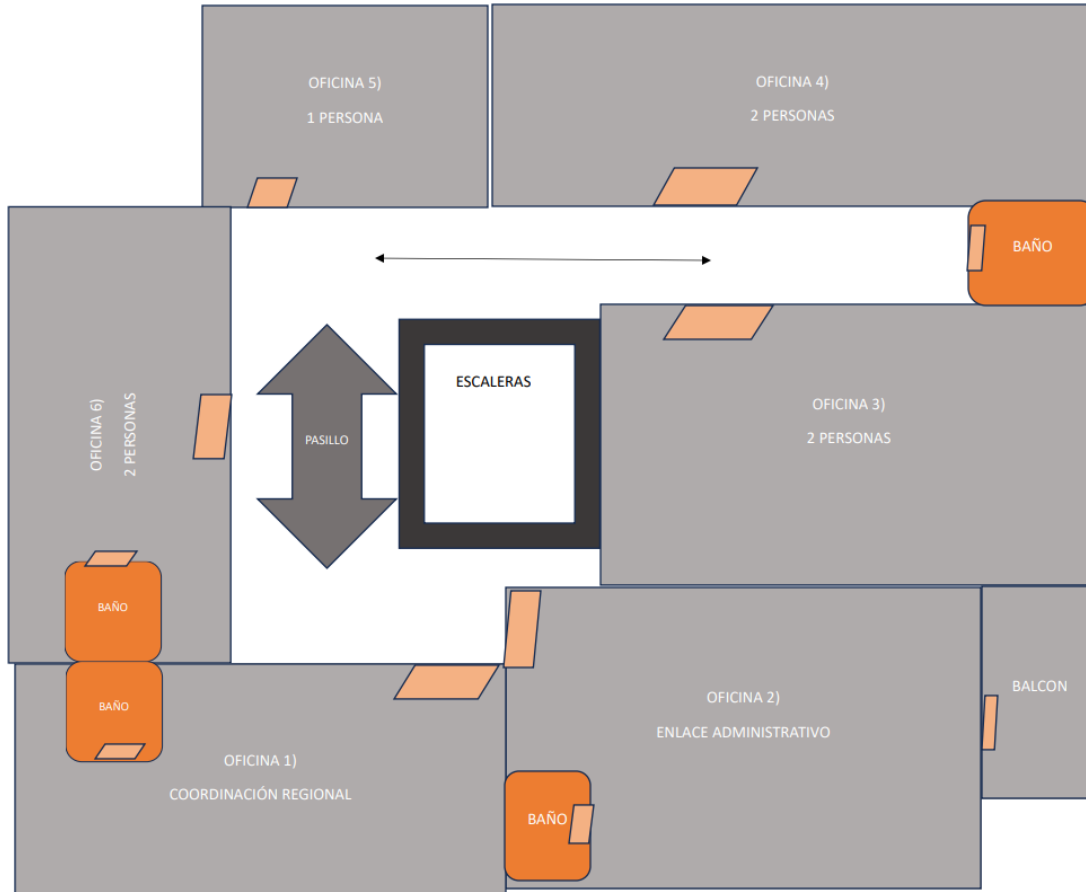 OFICINA 5)
1 PERSONA
OFICINA 4)
2 PERSONAS
BAÑO
ESCALERAS
OFICINA 3)
2 PERSONAS
OFICINA 6)
2 PERSONAS
PASILLO
BAÑO
BAÑO
OFICINA 1)
COORDINACIÓN REGIONAL
OFICINA 2)
ENLACE ADMINISTRATIVO
BALCON
BAÑO